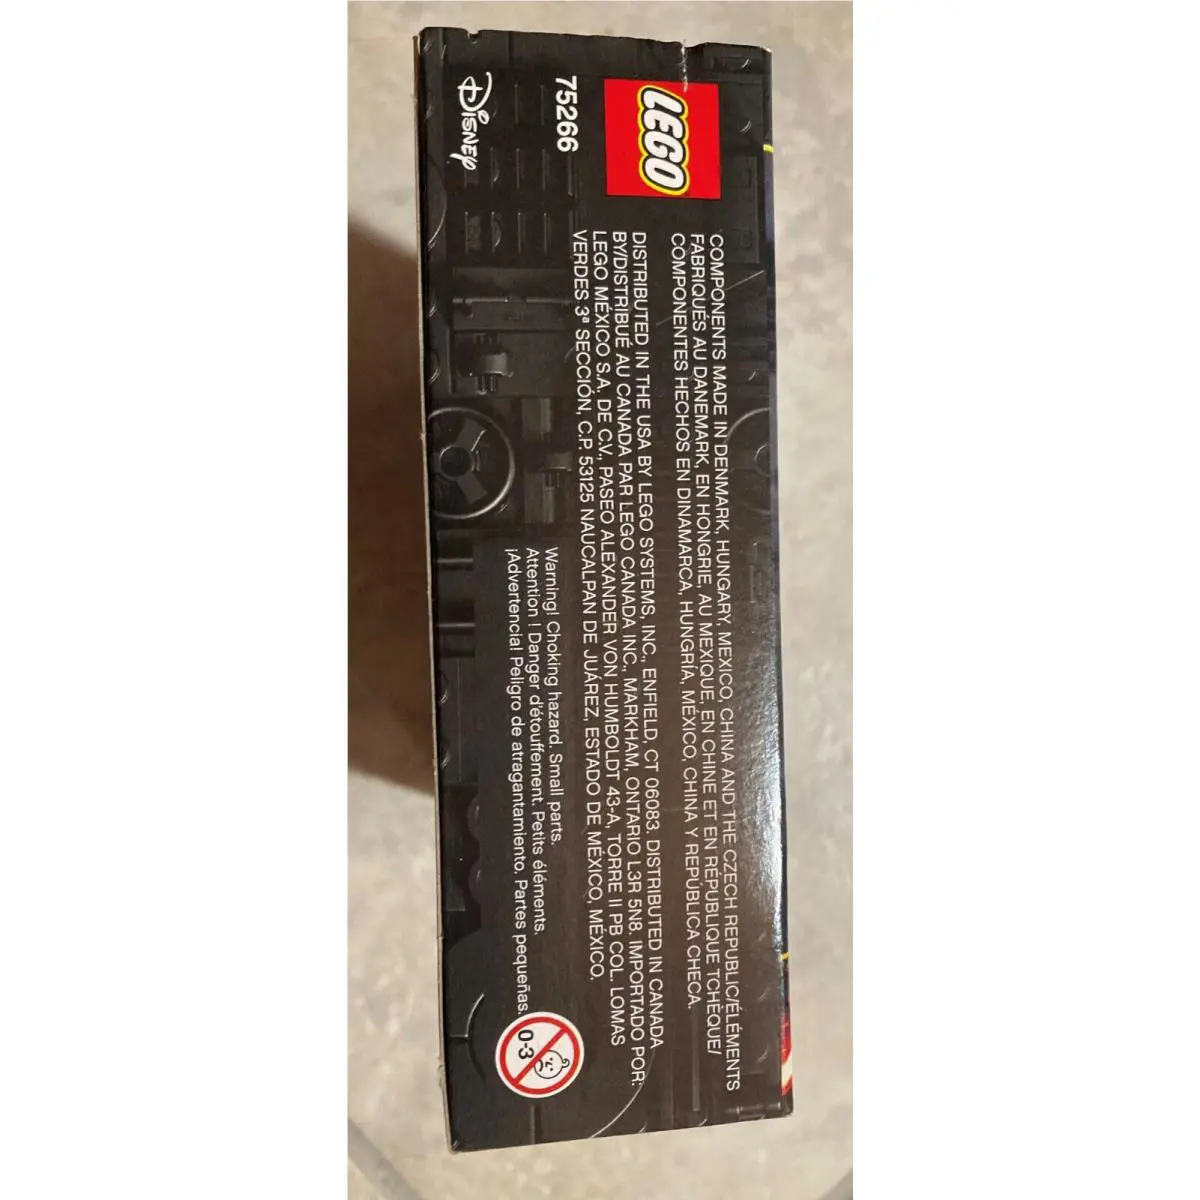 LEGO
75266
Disney
COMPONENTS MADE IN DENMARK, HUNGARY, MEXICO, CHINA AND THE CZECH REPUBLIC/ÉLÉMENTS
FABRIQUÉS AU DANEMARK, EN HONGRIE, AU MEXIQUE, EN CHINE ET EN RÉPUBLIQUE TCHÈQUE/
COMPONENTES HECHOS EN DINAMARCA, HUNGRÍA, MÉXICO, CHINA Y REPÚBLICA CHECA.
DISTRIBUTED IN THE USA BY LEGO SYSTEMS, INC., ENFIELD, CT 06083. DISTRIBUTED IN CANADA
BY/DISTRIBUÉ AU CANADA PAR LEGO CANADA INC., MARKHAM, ONTARIO L3R 5N8. IMPORTADO POR:
LEGO MÉXICO S.A. DE C.V., PASEO ALEXANDER VON HUMBOLDT 43-A, TORRE II PB COL. LOMAS
VERDES 3ª SECCIÓN, C.P. 53125 NAUCALPAN DE JUÁREZ, ESTADO DE MÉXICO, MÉXICO.
Warning! Choking hazard. Small parts.
Attention ! Danger d'étouffement. Petits éléments.
¡Advertencia! Peligro de atragantamiento. Partes pequeñas.
0-3